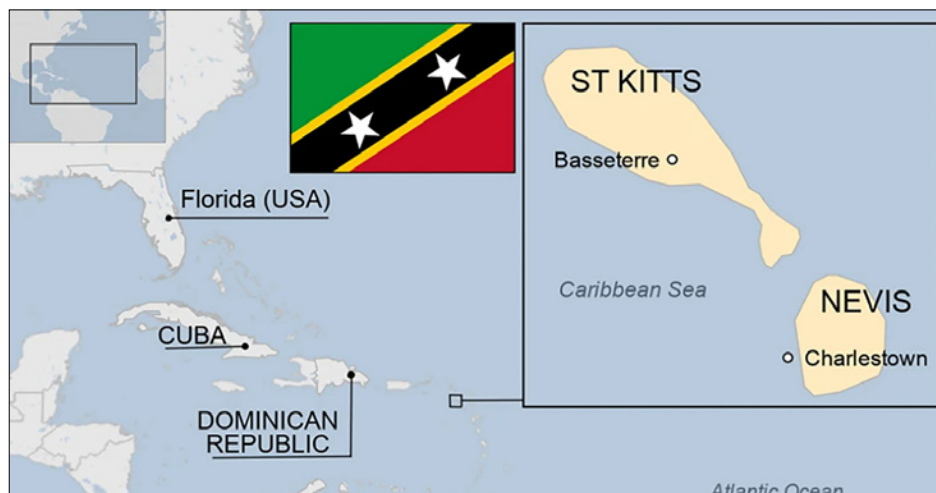 ST KITTS
Basseterre
Florida (USA)
Caribbean Sea
NEVIS
CUBA
Charlestown
DOMINICAN
REPUBLIC
Atlantic Ocean